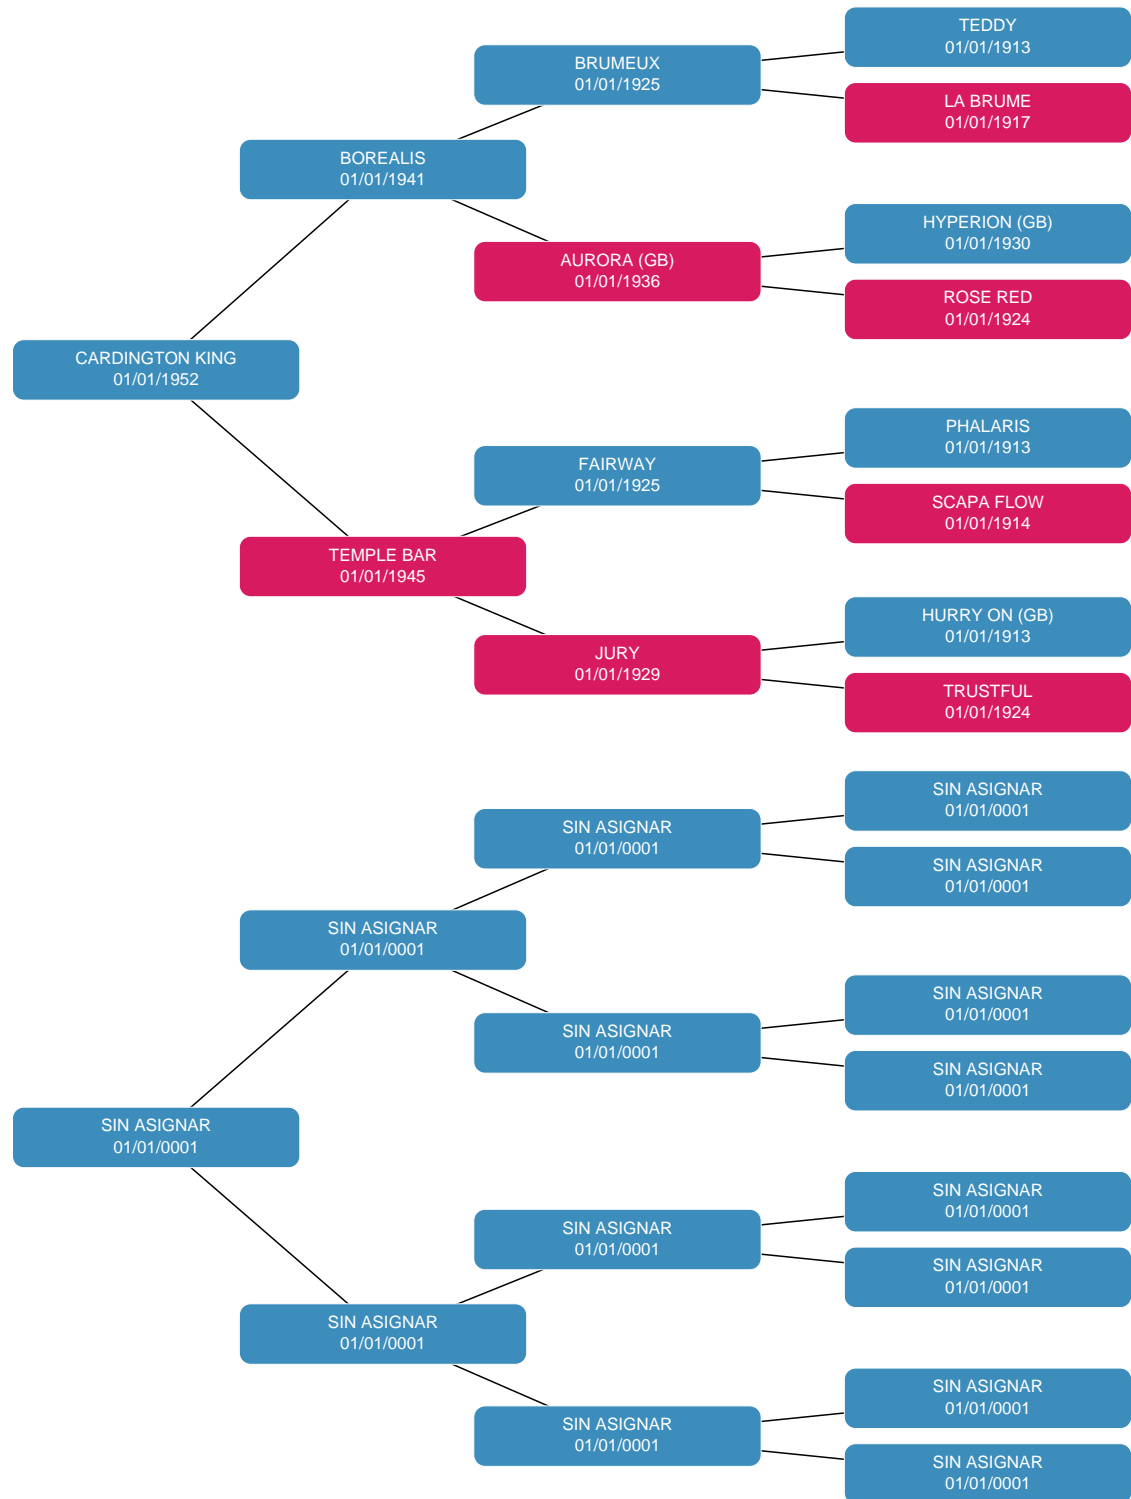 TEDDY
01/01/1913
BRUMEUX
01/01/1925
LA BRUME
01/01/1917
BOREALIS
01/01/1941
HYPERION (GB)
01/01/1930
AURORA (GB)
01/01/1936
ROSE RED
01/01/1924
CARDINGTON KING
01/01/1952
PHALARIS
01/01/1913
FAIRWAY
01/01/1925
SCAPA FLOW
01/01/1914
TEMPLE BAR
01/01/1945
HURRY ON (GB)
01/01/1913
JURY
01/01/1929
TRUSTFUL
01/01/1924
SIN ASIGNAR
01/01/0001
SIN ASIGNAR
01/01/0001
SIN ASIGNAR
01/01/0001
SIN ASIGNAR
01/01/0001
SIN ASIGNAR
01/01/0001
SIN ASIGNAR
01/01/0001
SIN ASIGNAR
01/01/0001
SIN ASIGNAR
01/01/0001
SIN ASIGNAR
01/01/0001
SIN ASIGNAR
01/01/0001
SIN ASIGNAR
01/01/0001
SIN ASIGNAR
01/01/0001
SIN ASIGNAR
01/01/0001
SIN ASIGNAR
01/01/0001
SIN ASIGNAR
01/01/0001